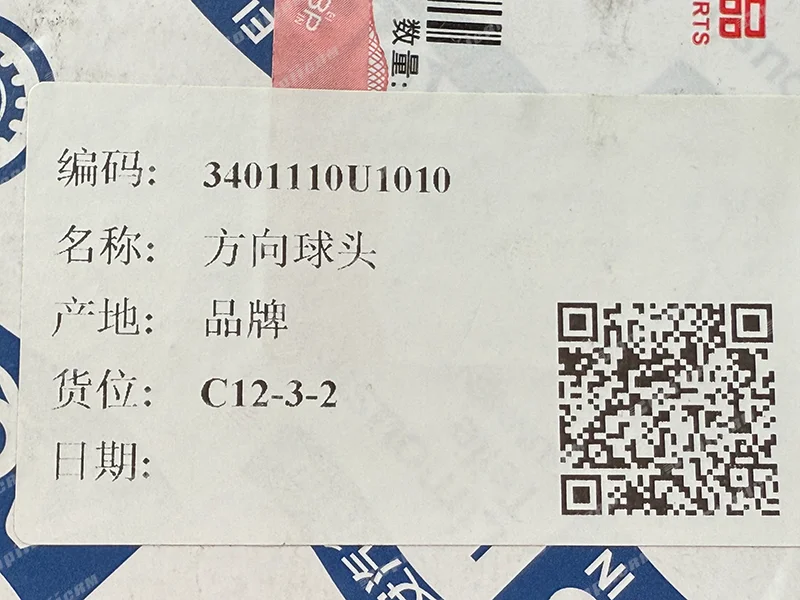 数量:
编码: 3401110U1010
名称: 方向球头
产地: 品牌
货位: C12-3-2
日期: